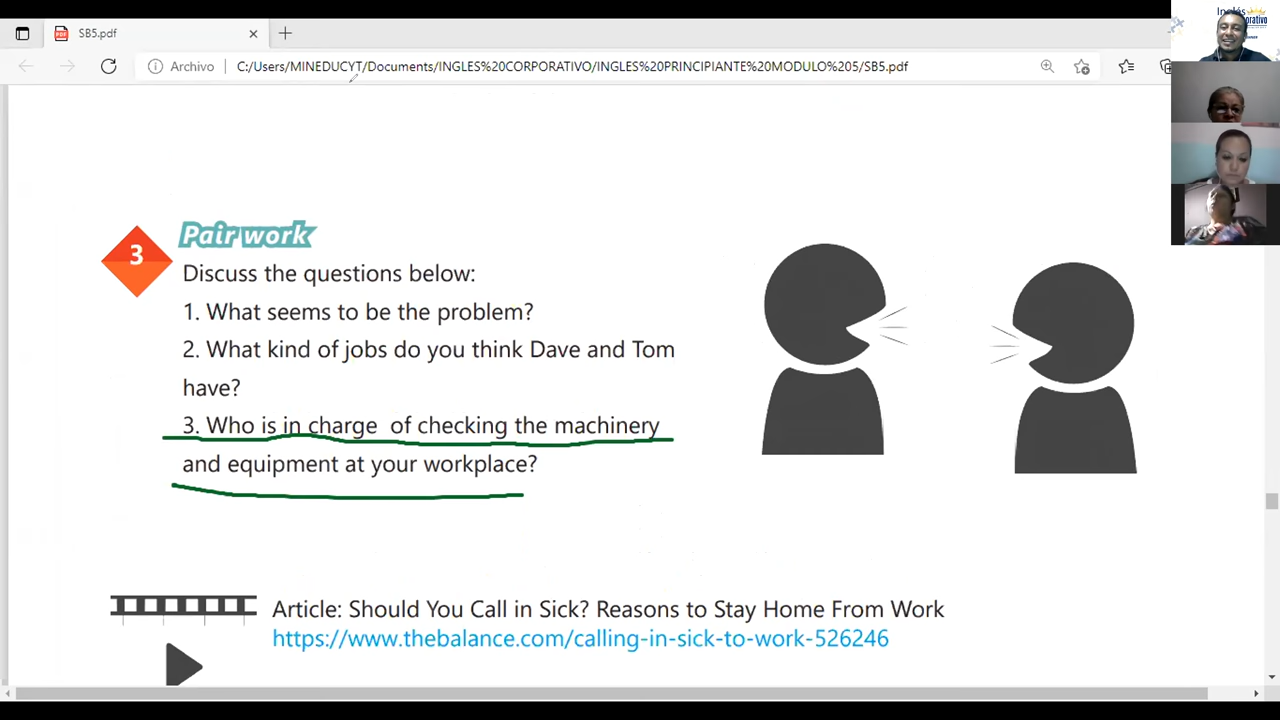 SB5.pdf
Archivo
C:/Users/MINEDUCYT/Documents/INGLES%20CORPORATIVO/INGLES%20PRINCIPIANTE%20MODULO%205/SB5.pdf
Inglés
3
Pair work
Discuss the questions below:
1. What seems to be the problem?
2. What kind of jobs do you think Dave and Tom
have?
3. Who is in charge of checking the machinery
and equipment at your workplace?
Article: Should You Call in Sick? Reasons to Stay Home From Work
https://www.thebalance.com/calling-in-sick-to-work-526246